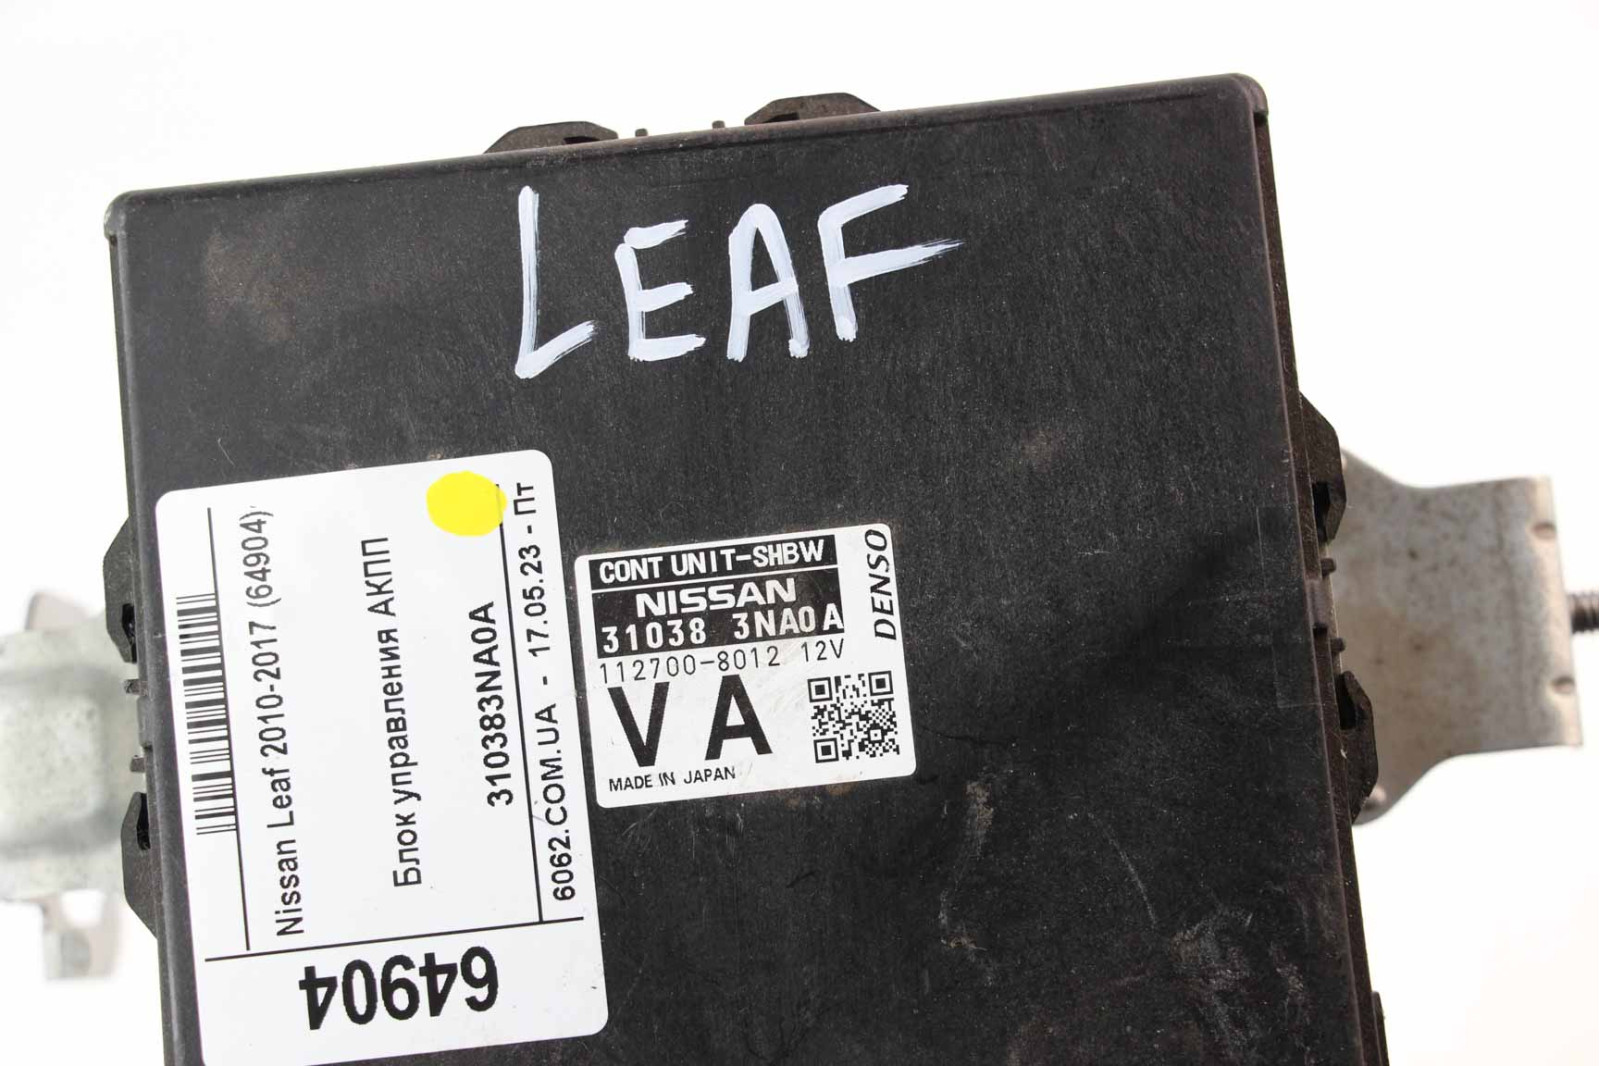 LEAF
CONT UNIT-SHBW
NISSAN
31038 3NA0A
112700-8012 12V
VA
MADE IN JAPAN
DENSO
Nissan Leaf 2010-2017 (64904)
Блок управления АКПП
310383NA0A
6062.COM.UA - 17.05.23 - Пт
64904